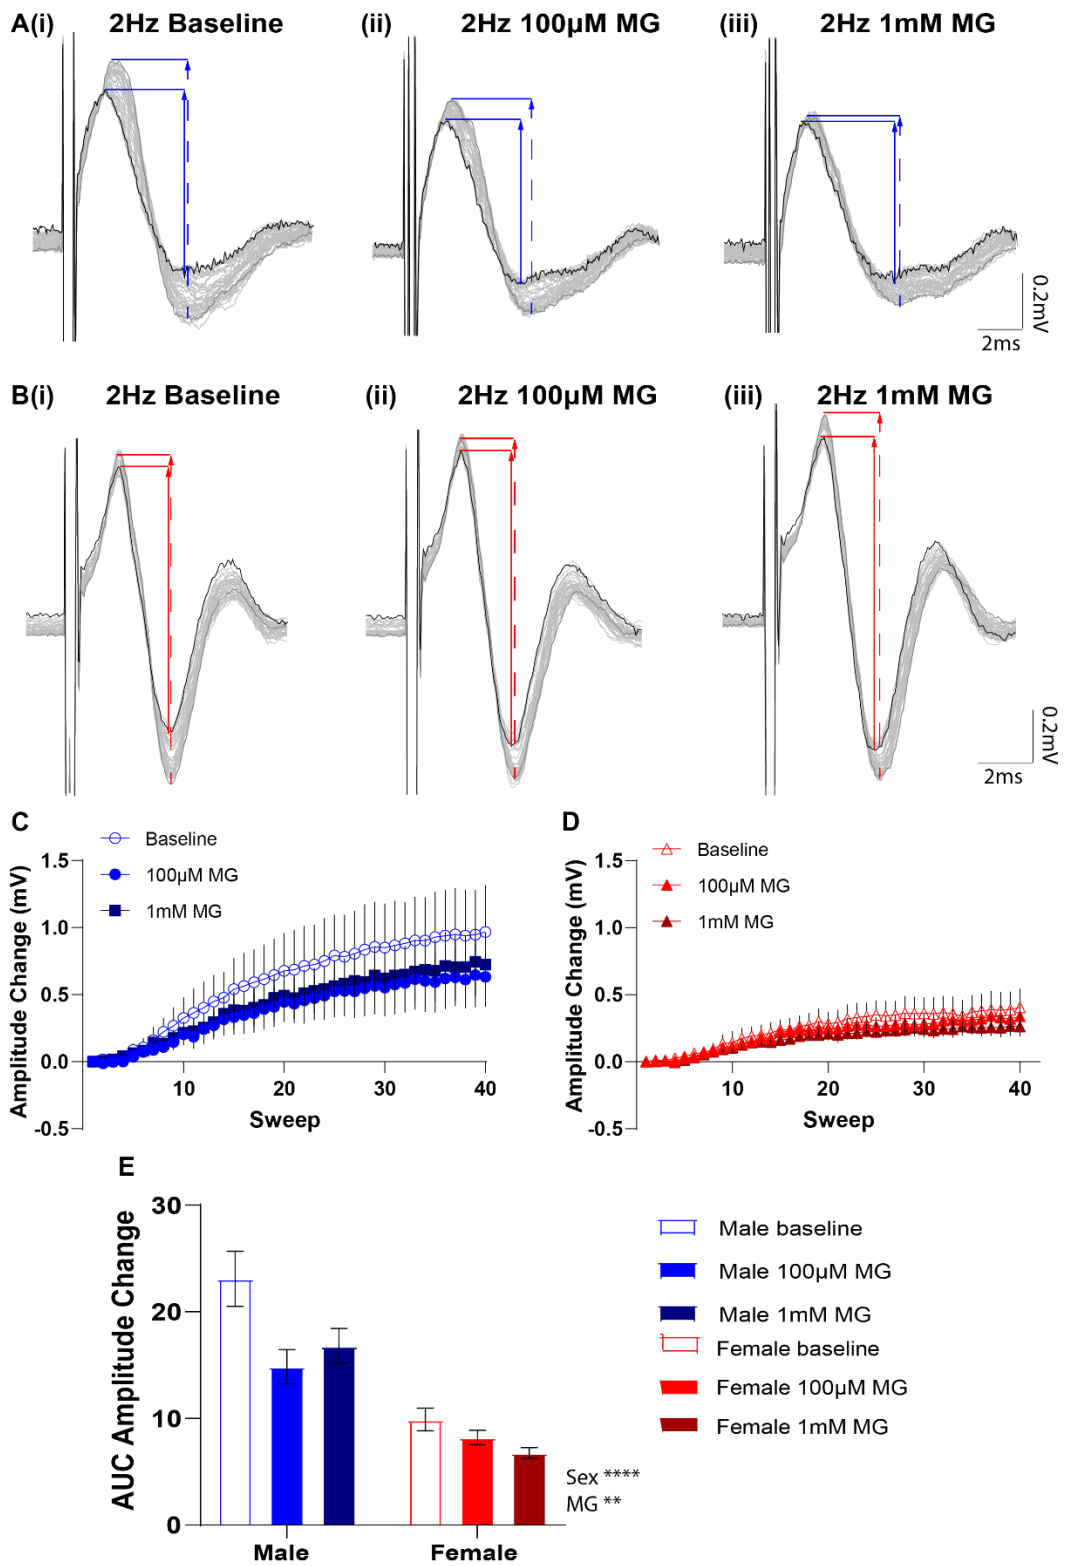 A(i) 2Hz Baseline (ii) 2Hz 100µM MG (iii) 2Hz 1mM MG
0.2mV
2ms
B(i) 2Hz Baseline (ii) 2Hz 100µM MG (iii) 2Hz 1mM MG
0.2mV
2ms
C
Baseline
100µM MG
1mM MG
Amplitude Change (mV)
1.5
1.0
0.5
0.0
-0.5
10 20 30 40
Sweep
D
Baseline
100µM MG
1mM MG
Amplitude Change (mV)
1.5
1.0
0.5
0.0
-0.5
10 20 30 40
Sweep
E
AUC Amplitude Change
30
20
10
0
Male Female
Sex ****
MG **
Male baseline
Male 100µM MG
Male 1mM MG
Female baseline
Female 100µM MG
Female 1mM MG